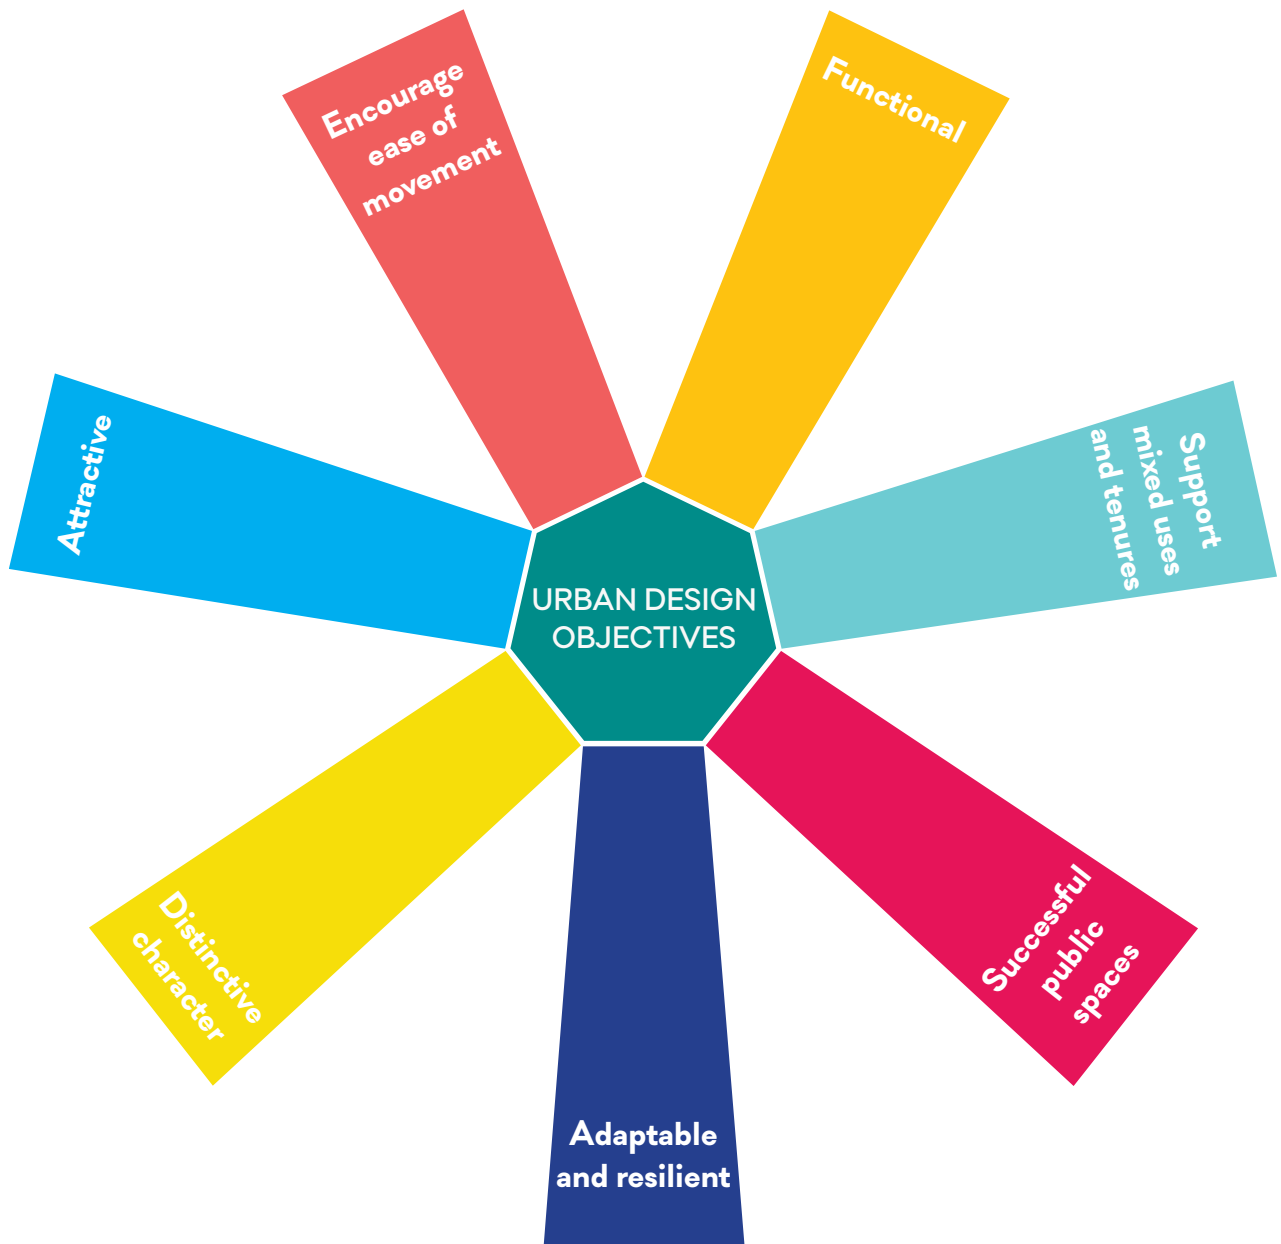 URBAN DESIGN
OBJECTIVES
Functional
Support
mixed uses
and tenures
Successful
public
spaces
Adaptable
and resilient
Distinctive
character
Attractive
Encourage
ease of
movement